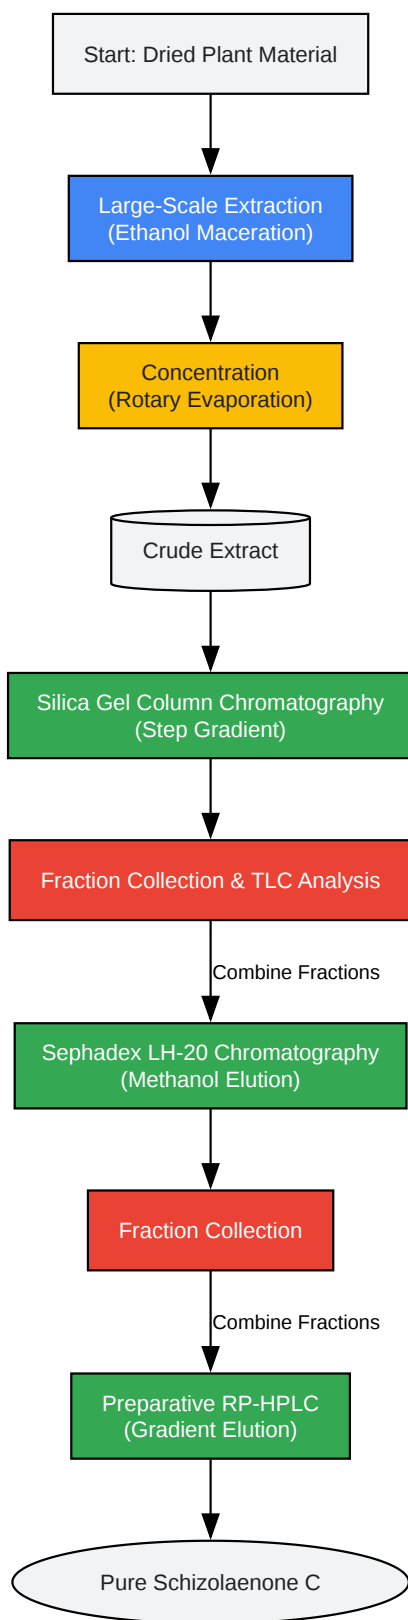 Start: Dried Plant Material
Large-Scale Extraction
(Ethanol Maceration)
Concentration
(Rotary Evaporation)
Crude Extract
Silica Gel Column Chromatography
(Step Gradient)
Fraction Collection & TLC Analysis
Combine Fractions
Sephadex LH-20 Chromatography
(Methanol Elution)
Fraction Collection
Combine Fractions
Preparative RP-HPLC
(Gradient Elution)
Pure Schizolaenone C